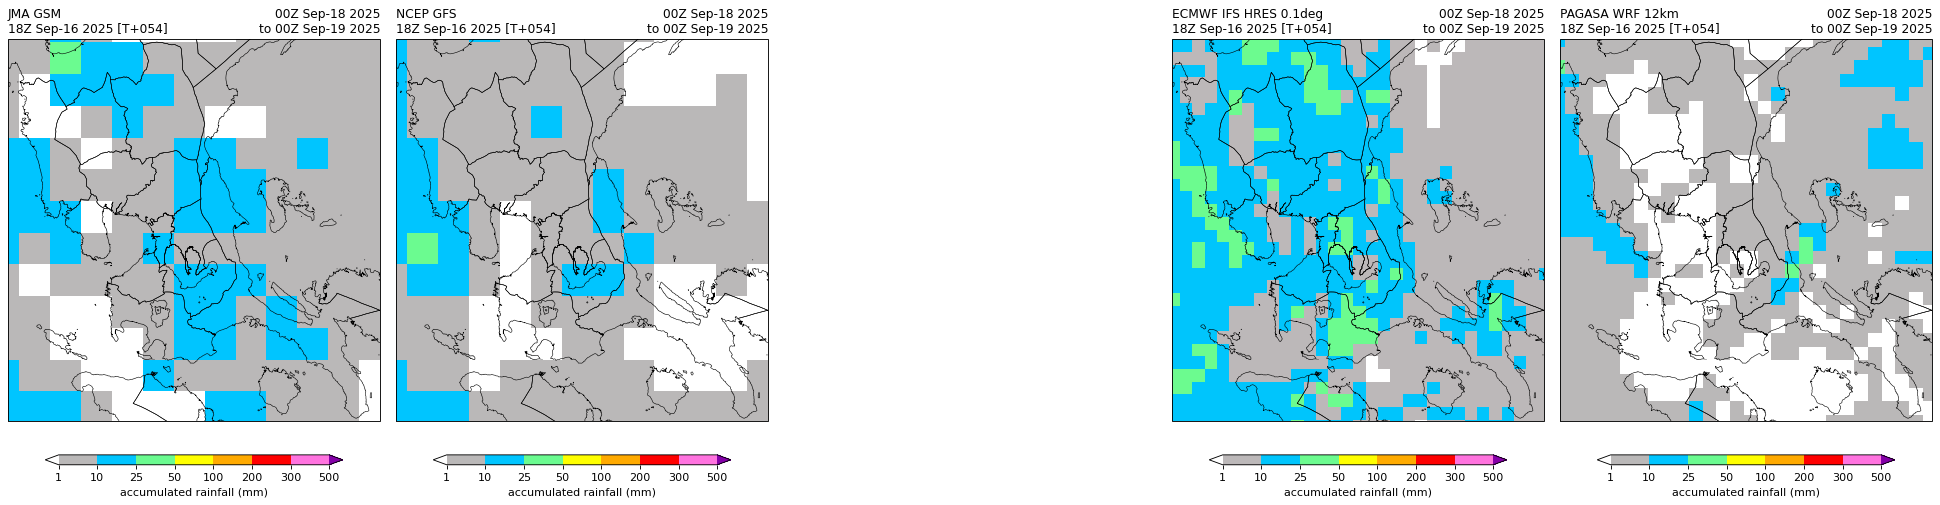 JMA GSM 00Z Sep-18 2025
18Z Sep-16 2025 [T+054] to 00Z Sep-19 2025
NCEP GFS 00Z Sep-18 2025
18Z Sep-16 2025 [T+054] to 00Z Sep-19 2025
ECMWF IFS HRES 0.1deg 00Z Sep-18 2025
18Z Sep-16 2025 [T+054] to 00Z Sep-19 2025
PAGASA WRF 12km 00Z Sep-18 2025
18Z Sep-16 2025 [T+054] to 00Z Sep-19 2025
1 10 25 50 100 200 300 500
accumulated rainfall (mm)
1 10 25 50 100 200 300 500
accumulated rainfall (mm)
1 10 25 50 100 200 300 500
accumulated rainfall (mm)
1 10 25 50 100 200 300 500
accumulated rainfall (mm)